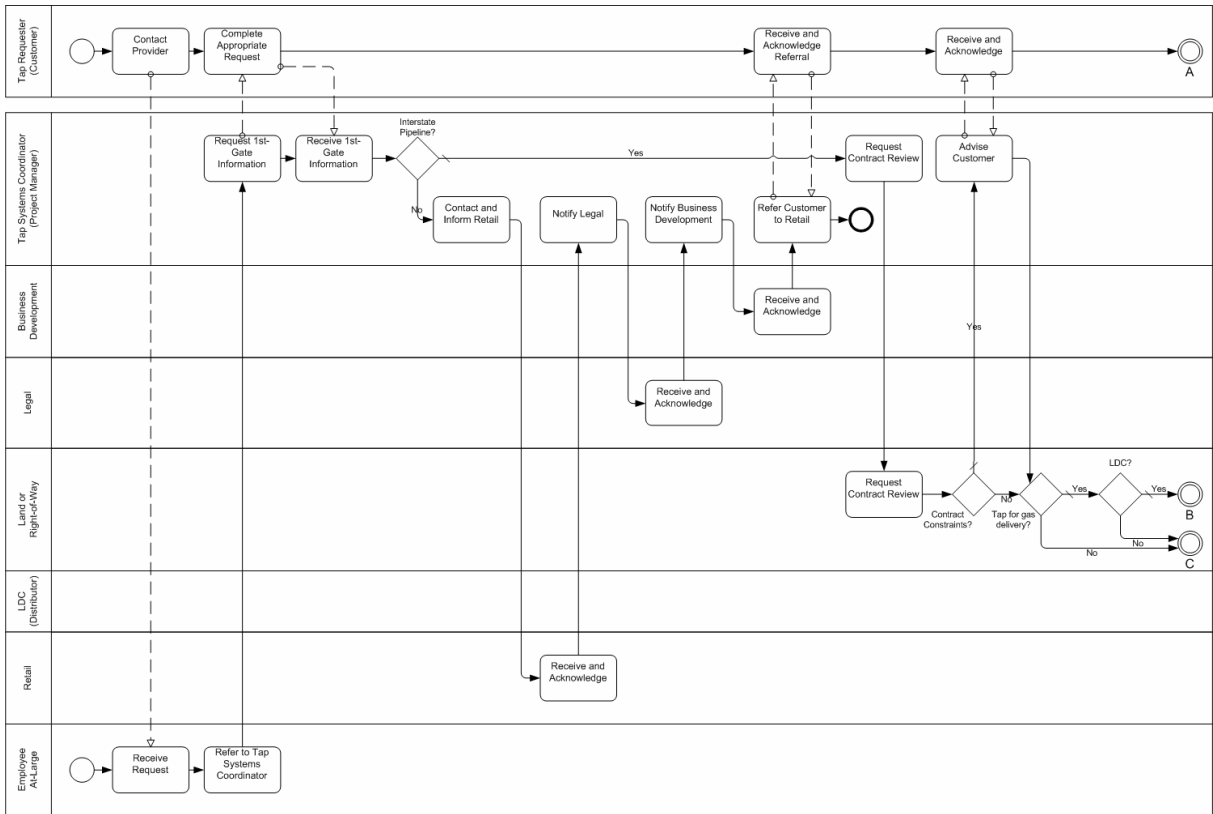 Tap Requester
(Customer)
Contact
Provider
Complete
Appropriate
Request
Receive and
Acknowledge
Referral
Receive and
Acknowledge
A
Tap Systems Coordinator
(Project Manager)
Request 1st-
Gate
Information
Receive 1st-
Gate
Information
Interstate
Pipeline?
Yes
No
Contact and
Inform Retail
Notify Legal
Notify Business
Development
Refer Customer
to Retail
Request
Contract Review
Advise
Customer
Business
Development
Receive and
Acknowledge
Yes
Legal
Receive and
Acknowledge
Land or
Right-of-Way
Request
Contract Review
Contract
Constraints?
No
Tap for gas
delivery?
Yes
LDC?
Yes
B
No
No
C
LDC
(Distributor)
Retail
Receive and
Acknowledge
Employee
At-Large
Receive
Request
Refer to Tap
Systems
Coordinator